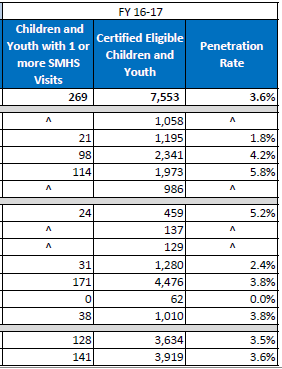 FY 16-17
Children and Youth with 1 or more SMHS Visits Certified Eligible Children and Youth Penetration Rate
269 7,553 3.6%
^ 1,058 ^
21 1,195 1.8%
98 2,341 4.2%
114 1,973 5.8%
^ 986 ^
24 459 5.2%
^ 137 ^
^ 129 ^
31 1,280 2.4%
171 4,476 3.8%
0 62 0.0%
38 1,010 3.8%
128 3,634 3.5%
141 3,919 3.6%